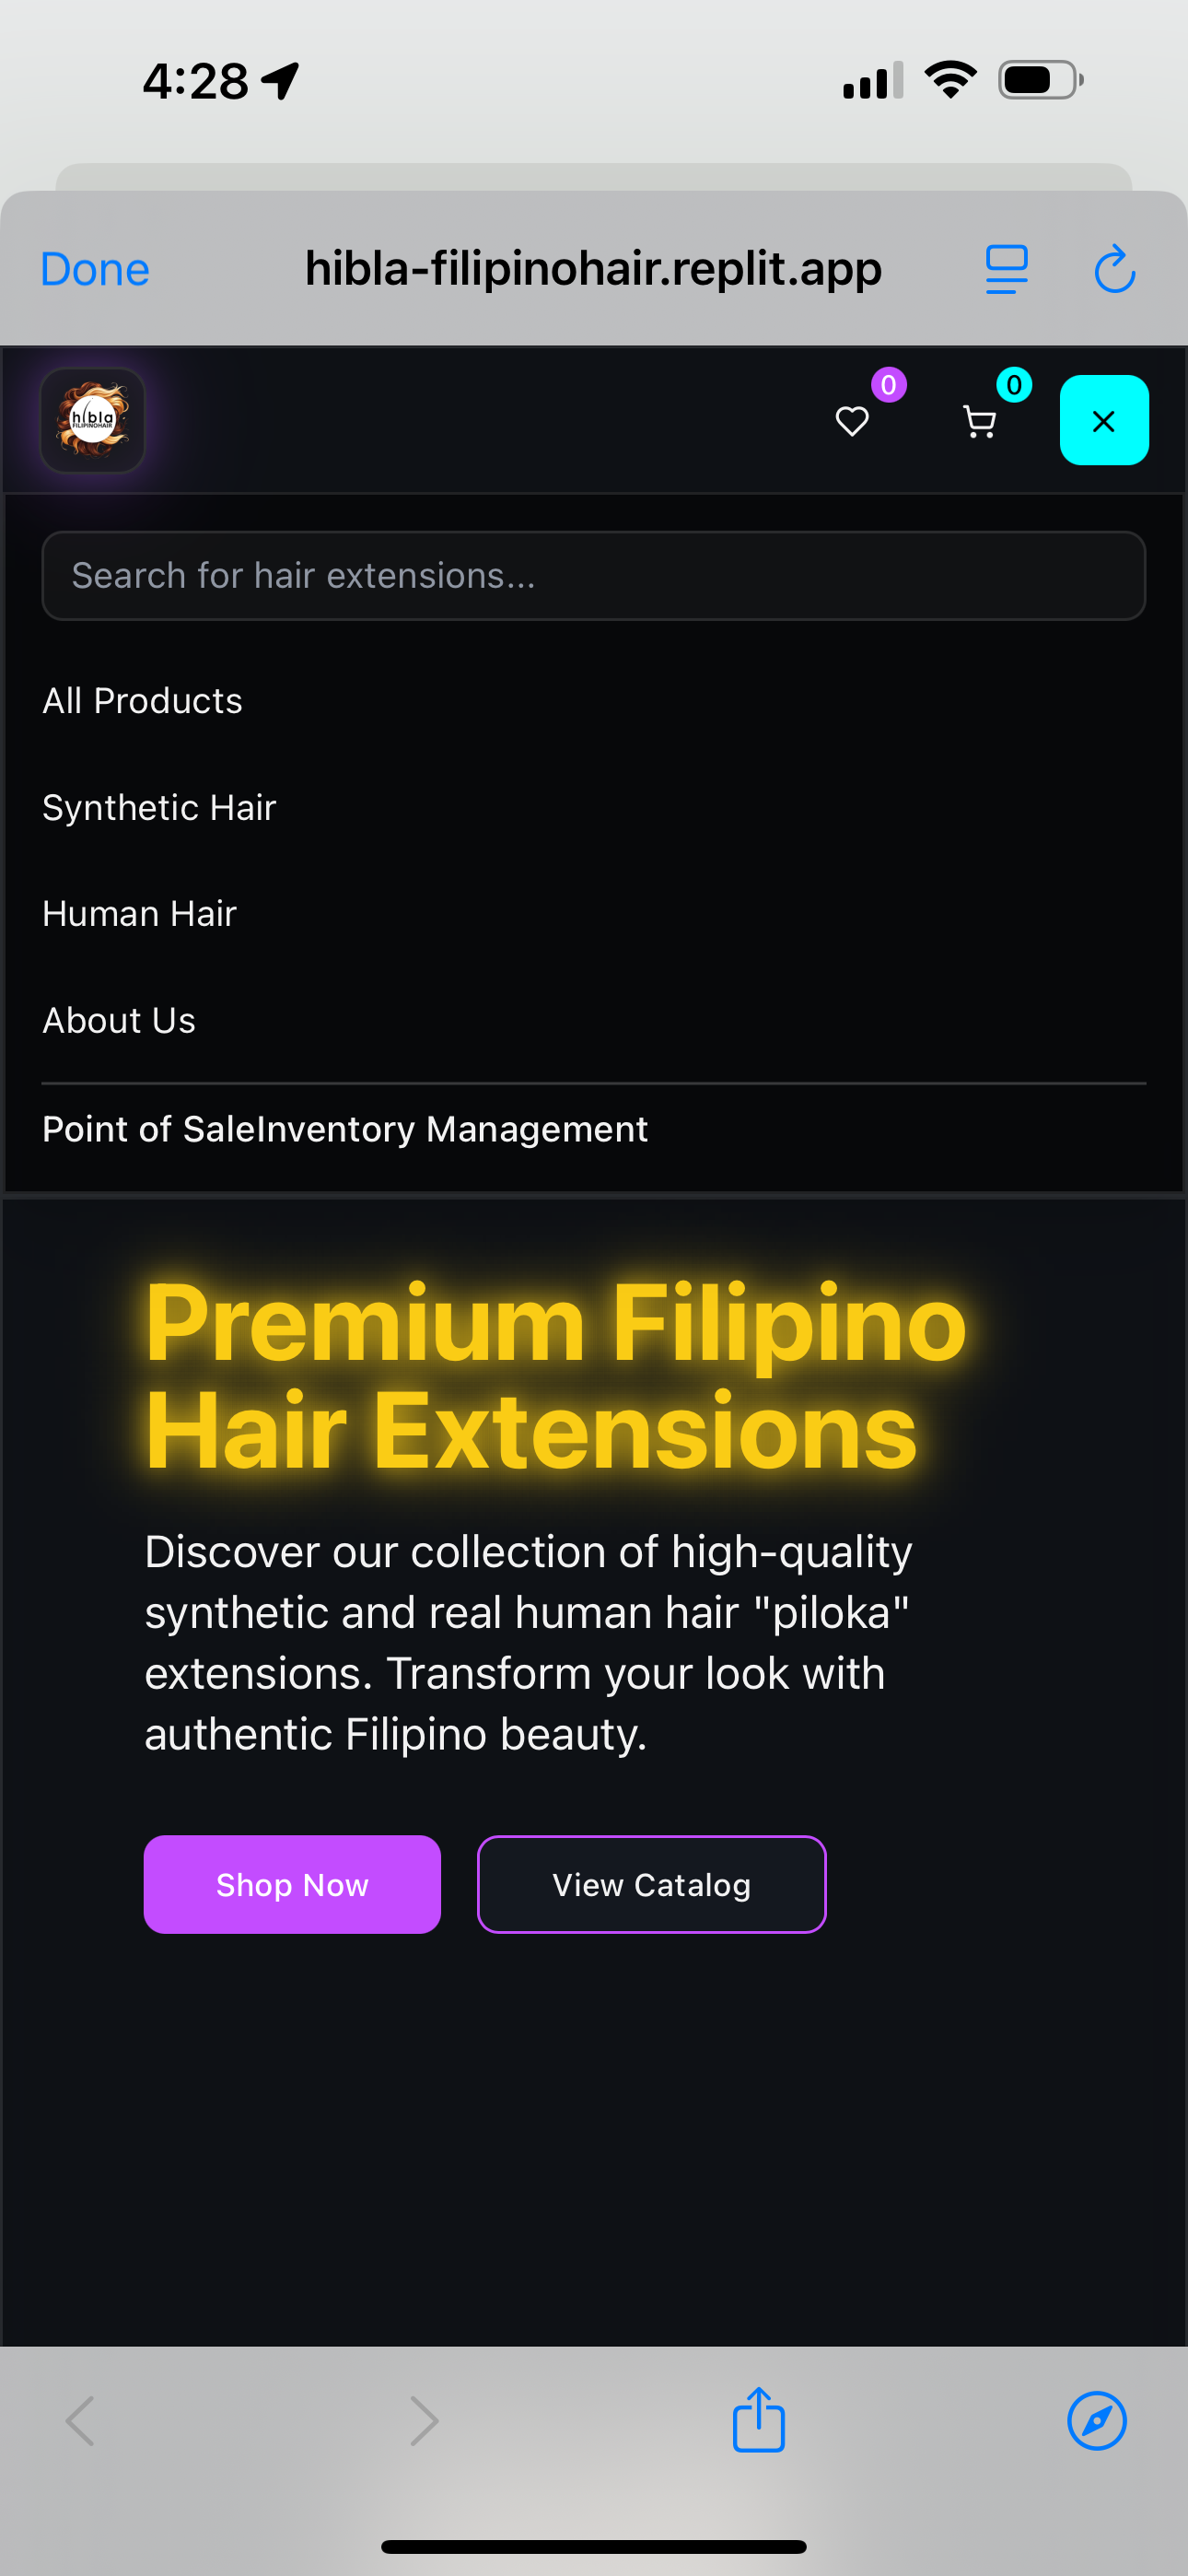 4:28
Done
hibla-filipinohair.replit.app
hibla
FILIPINOHAIR
0
0
Search for hair extensions...
All Products
Synthetic Hair
Human Hair
About Us
Point of SaleInventory Management
Premium Filipino
Hair Extensions
Discover our collection of high-quality
synthetic and real human hair "piloka"
extensions. Transform your look with
authentic Filipino beauty.
Shop Now
View Catalog